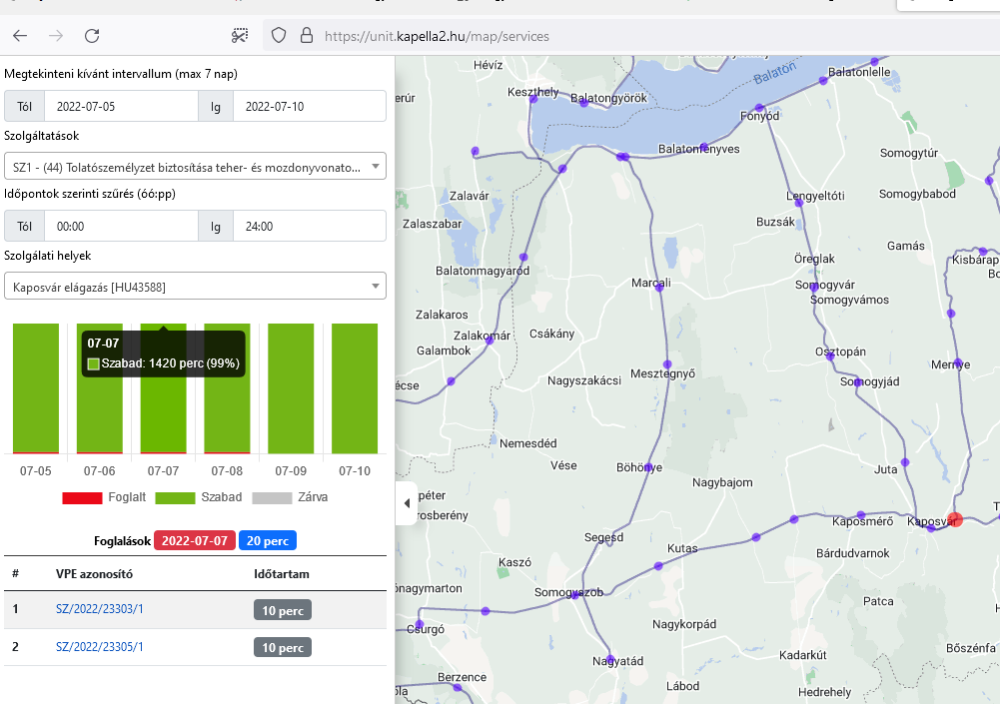 https://unit.kapella2.hu/map/services
Megtekinteni kívánt intervallum (max 7 nap)
Tól 2022-07-05 Ig 2022-07-10
Szolgáltatások
SZ1 - (44) Tolatószemélyzet biztosítása teher- és mozdonyvonato...
Időpontok szerinti szűrés (óó:pp)
Tól 00:00 Ig 24:00
Szolgálati helyek
Kaposvár elágazás [HU43588]
07-07
Szabad: 1420 perc (99%)
07-05 07-06 07-07 07-08 07-09 07-10
Foglalt Szabad Zárva
Foglalások 2022-07-07 20 perc
# VPE azonosító Időtartam
1 SZ/2022/23303/1 10 perc
2 SZ/2022/23305/1 10 perc
Hévíz
Balaton
Balatonlelle
Keszthely
Balatongyörök
Fonyód
Balatonfenyves
Somogytúr
Zalavár
Lengyeltóti
Somogybabod
Zalaszabar
Buzsák
Gamás
Öreglak
Kisbárap
Balatonmagyaród
Marcali
Somogyvár
Somogyvámos
Zalakaros
Csákány
Zalakomár
Galambok
Osztopán
Mernye
Mesztegnyő
Nagyszakácsi
Somogyjád
Nemesdéd
Vése
Böhönye
Juta
Nagybajom
Kaposmérő
Kaposvár
Segesd
Kutas
Bárdudvarnok
Kaszó
Somogyszob
Patca
Csurgó
Nagykorpád
Bőszénfa
Kadarkút
Nagyatád
Berzence
Lábod
Hedrehely